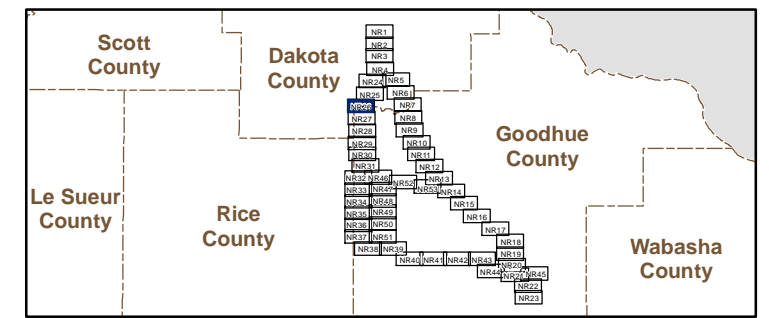 Scott
County
Dakota
County
Le Sueur
County
Rice
County
Goodhue
County
Wabasha
County
NR1
NR2
NR3
NR4
NR24
NR5
NR25
NR6
NR26
NR7
NR27
NR8
NR28
NR9
NR29
NR10
NR30
NR11
NR31
NR12
NR32
NR46
NR52
NR13
NR33
NR47
NR53
NR14
NR34
NR48
NR15
NR35
NR49
NR16
NR36
NR50
NR17
NR37
NR51
NR18
NR38
NR39
NR19
NR40
NR41
NR42
NR43
NR20
NR44
NR21
NR45
NR22
NR23